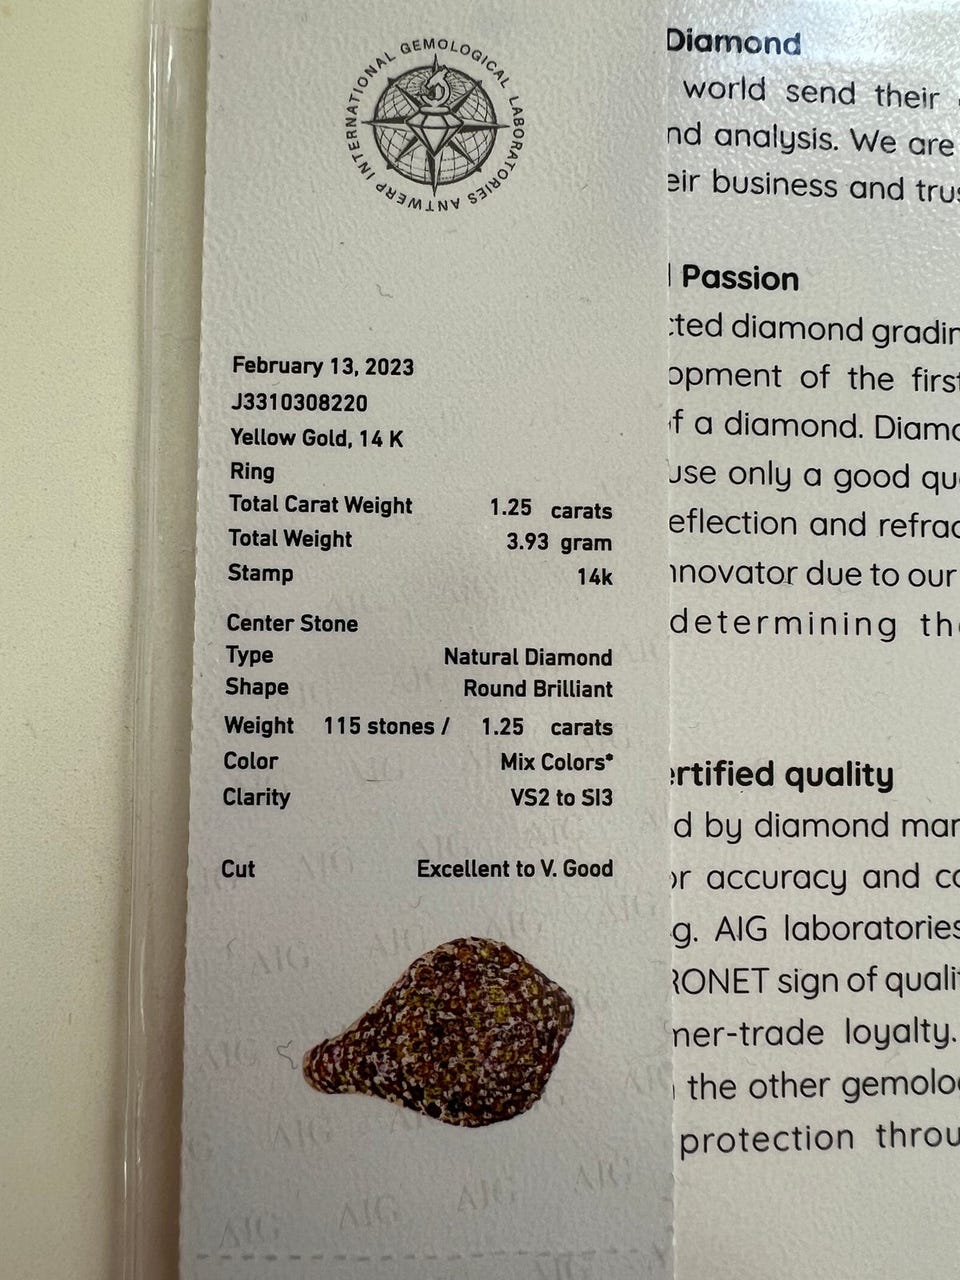 INTERNATIONAL GEMOLOGICAL LABORATORIES ANTWERP
February 13, 2023
J3310308220
Yellow Gold, 14 K
Ring
Total Carat Weight 1.25 carats
Total Weight 3.93 gram
Stamp 14k
Center Stone
Type Natural Diamond
Shape Round Brilliant
Weight 115 stones / 1.25 carats
Color Mix Colors*
Clarity VS2 to SI3
Cut Excellent to V. Good
AIG
Diamond
world send their
nd analysis. We are
eir business and trus
Passion
cted diamond gradin
opment of the first
f a diamond. Diamo
use only a good qu
eflection and refrac
nnovator due to our
determining th
ertified quality
d by diamond mar
or accuracy and co
g. AIG laboratories
RONET sign of quali
mer-trade loyalty.
the other gemolo
protection throu